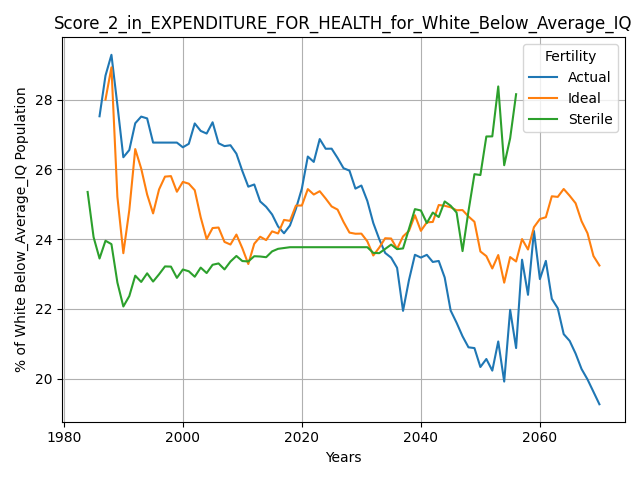 Score_2_in_EXPENDITURE_FOR_HEALTH_for_White_Below_Average_IQ
Fertility
Actual
Ideal
Sterile
% of White Below_Average_IQ Population
28
26
24
22
20
1980
2000
2020
2040
2060
Years